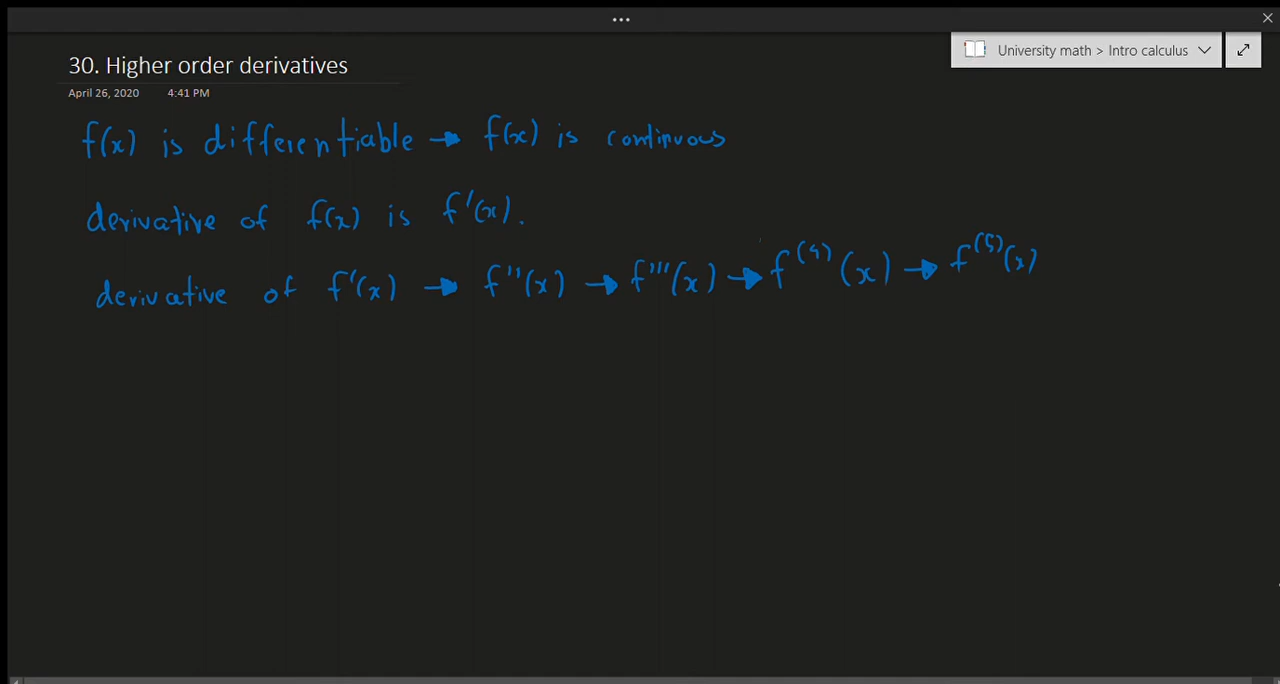 •••
University math > Intro calculus
30. Higher order derivatives
April 26, 2020 4:41 PM
f(x) is differentiable → f(x) is continuous
derivative of f(x) is f'(x).
derivative of f'(x) → f''(x) → f'''(x) → f⁽⁴⁾(x) → f⁽⁵⁾(x)